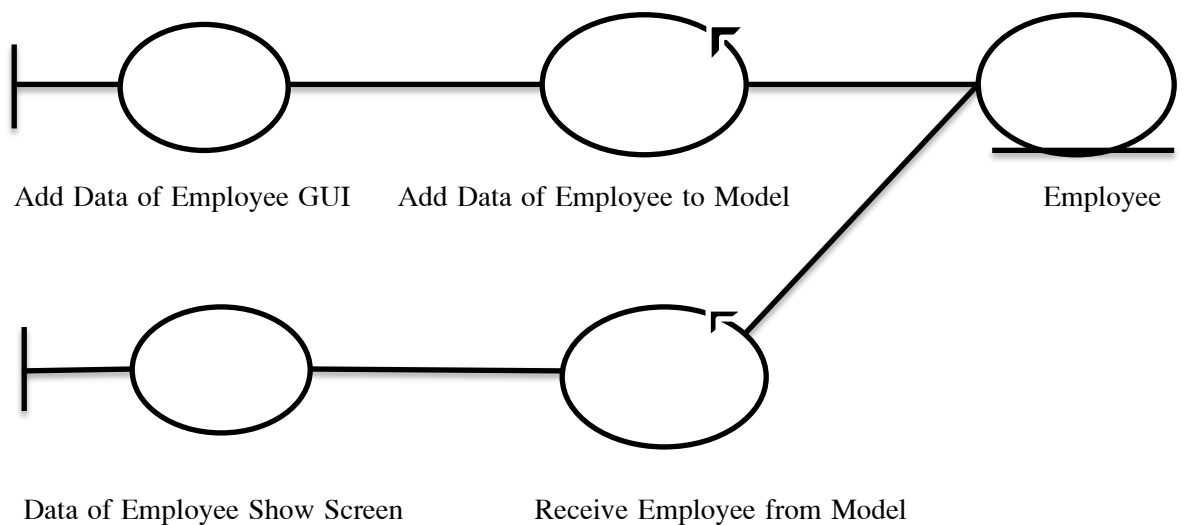 Add Data of Employee GUI
Add Data of Employee to Model
Employee
Data of Employee Show Screen
Receive Employee from Model